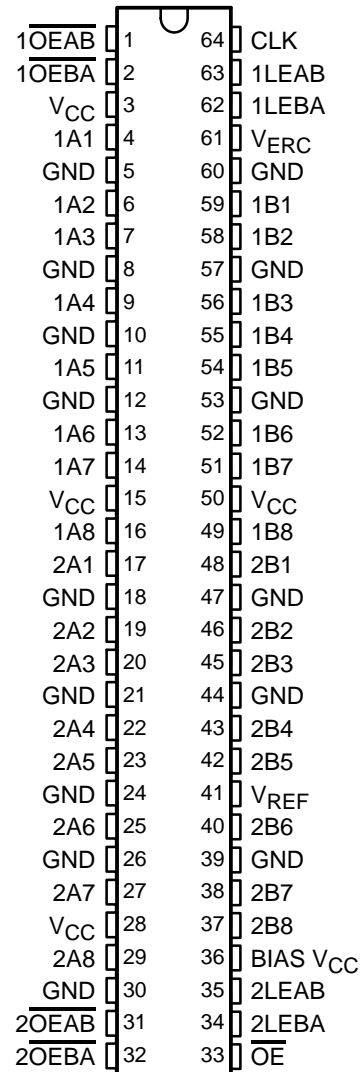 1O̅E̅A̅B̅ 1 64 CLK
1O̅E̅B̅A̅ 2 63 1LEAB
VCC 3 62 1LEBA
1A1 4 61 VERC
GND 5 60 GND
1A2 6 59 1B1
1A3 7 58 1B2
GND 8 57 GND
1A4 9 56 1B3
GND 10 55 1B4
1A5 11 54 1B5
GND 12 53 GND
1A6 13 52 1B6
1A7 14 51 1B7
VCC 15 50 VCC
1A8 16 49 1B8
2A1 17 48 2B1
GND 18 47 GND
2A2 19 46 2B2
2A3 20 45 2B3
GND 21 44 GND
2A4 22 43 2B4
2A5 23 42 2B5
GND 24 41 VREF
2A6 25 40 2B6
GND 26 39 GND
2A7 27 38 2B7
VCC 28 37 2B8
2A8 29 36 BIAS VCC
GND 30 35 2LEAB
2O̅E̅A̅B̅ 31 34 2LEBA
2O̅E̅B̅A̅ 32 33 O̅E̅